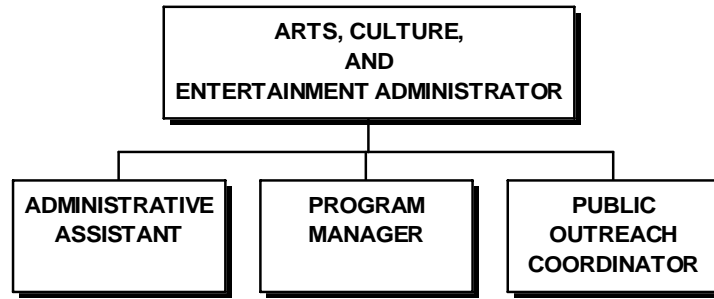 ARTS, CULTURE,
AND
ENTERTAINMENT ADMINISTRATOR
ADMINISTRATIVE
ASSISTANT
PROGRAM
MANAGER
PUBLIC
OUTREACH
COORDINATOR